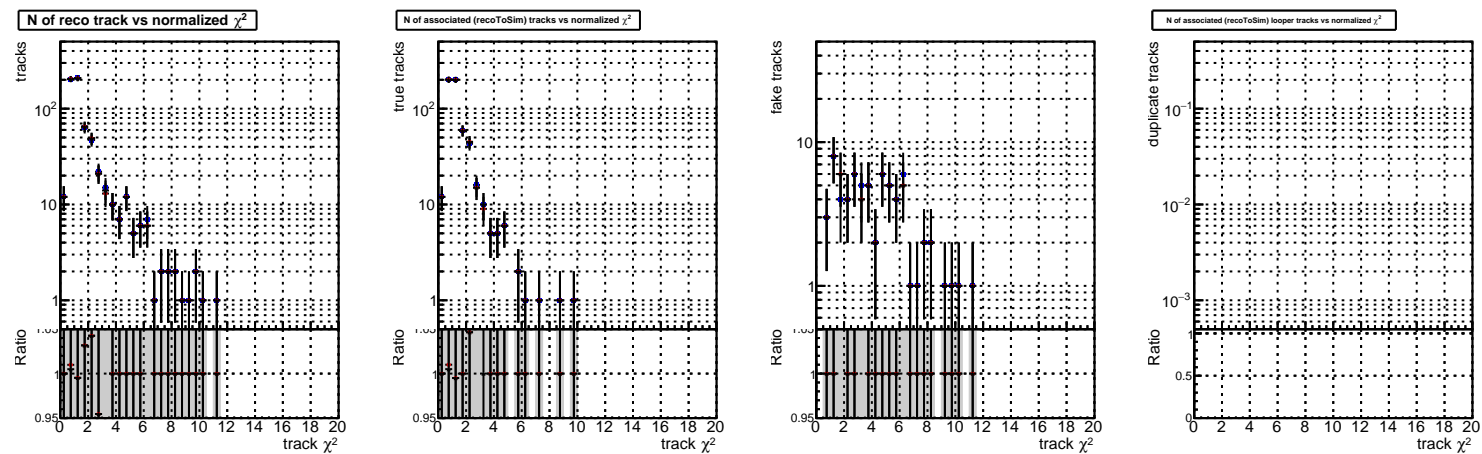 N of reco track vs normalized χ²
tracks
10²
10
1
Ratio
1.05
1
0.95
0 2 4 6 8 10 12 14 16 18 20
track χ²
N of associated (recoToSim) tracks vs normalized χ²
true tracks
10²
10
1
Ratio
1.05
1
0.95
0 2 4 6 8 10 12 14 16 18 20
track χ²
fake tracks
10
1
Ratio
1.05
1
0.95
0 2 4 6 8 10 12 14 16 18 20
track χ²
N of associated (recoToSim) looper tracks vs normalized χ²
duplicate tracks
10⁻¹
10⁻²
10⁻³
Ratio
1
0.5
0
0 2 4 6 8 10 12 14 16 18 20
track χ²